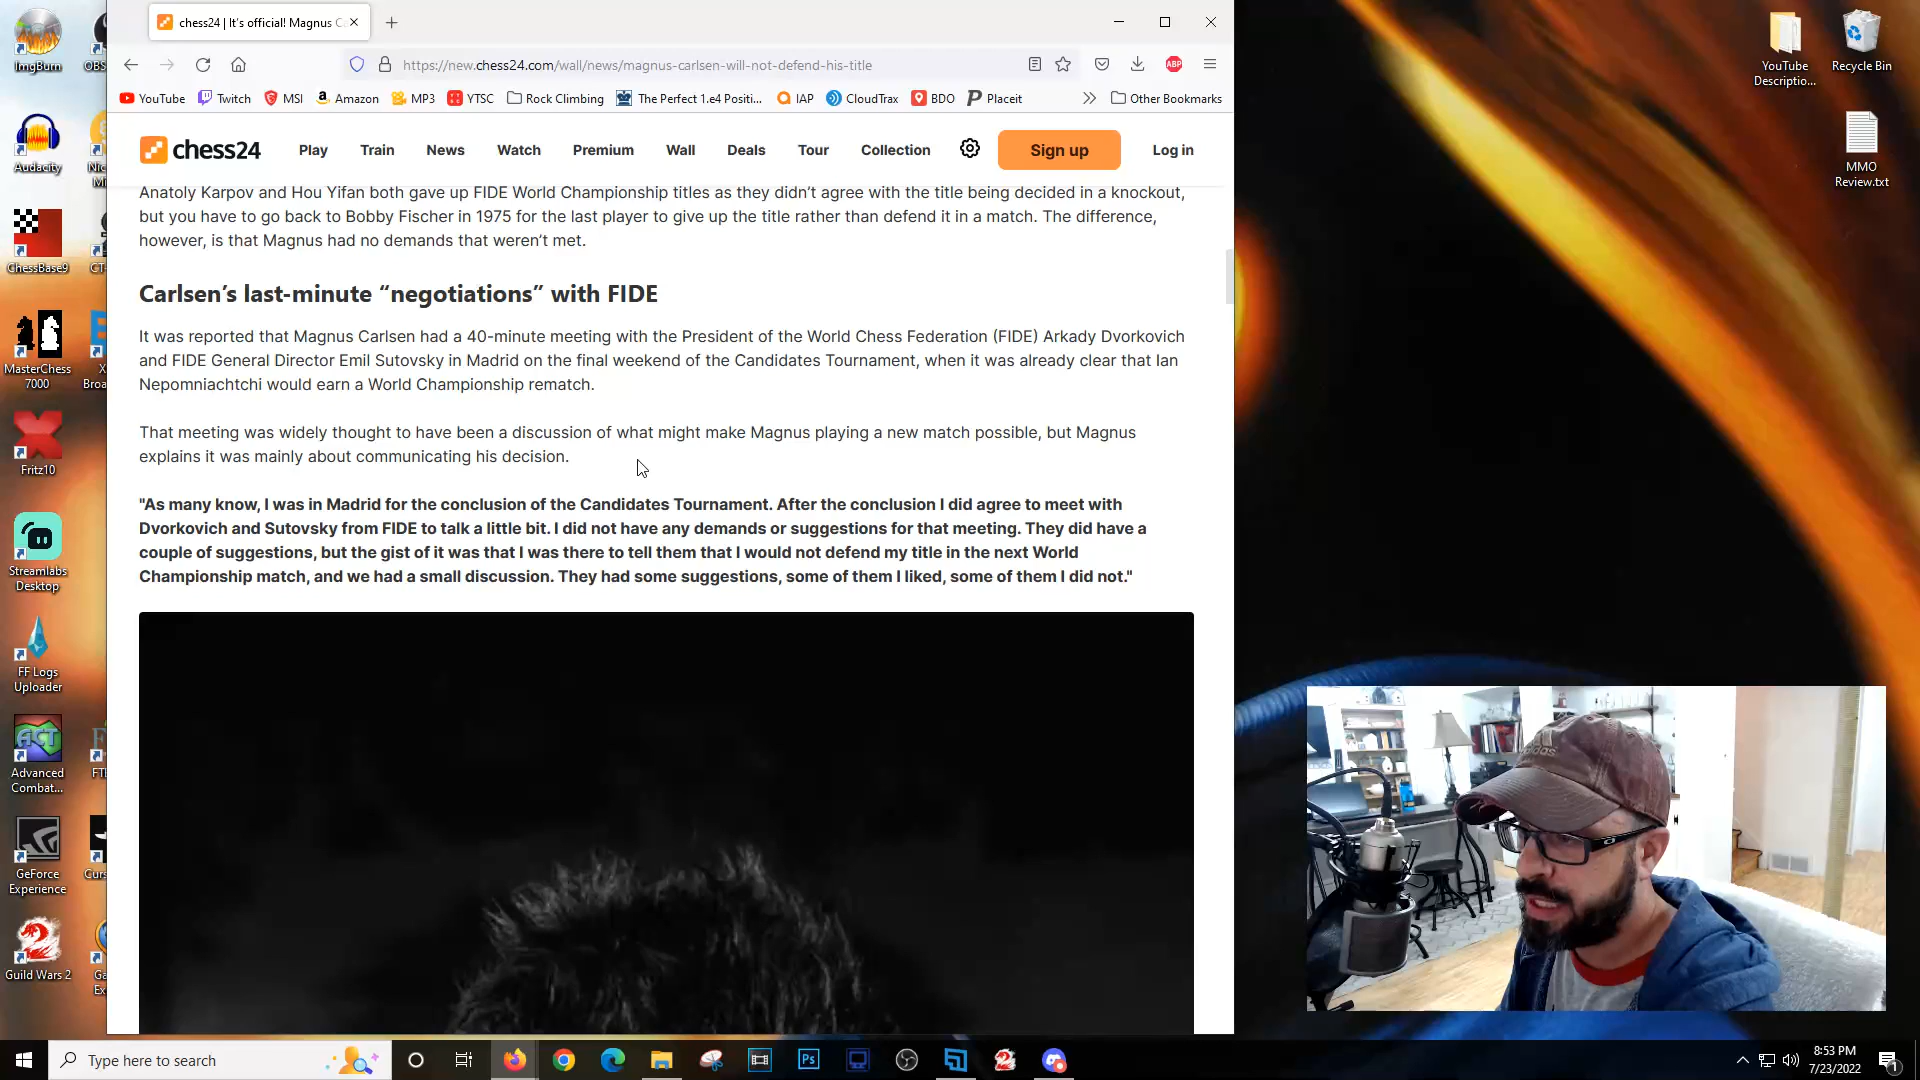 chess24 | It's official! Magnus C
https://new.chess24.com/wall/news/magnus-carlsen-will-not-defend-his-title
ABP
YouTube
Twitch
MSI
Amazon
MP3
YTSC
Rock Climbing
The Perfect 1.e4 Positi...
IAP
CloudTrax
BDO
Placeit
Other Bookmarks
chess24
Play
Train
News
Watch
Premium
Wall
Deals
Tour
Collection
Sign up
Log in
Anatoly Karpov and Hou Yifan both gave up FIDE World Championship titles as they didn't agree with the title being decided in a knockout,
but you have to go back to Bobby Fischer in 1975 for the last player to give up the title rather than defend it in a match. The difference,
however, is that Magnus had no demands that weren't met.
Carlsen's last-minute “negotiations” with FIDE
It was reported that Magnus Carlsen had a 40-minute meeting with the President of the World Chess Federation (FIDE) Arkady Dvorkovich
and FIDE General Director Emil Sutovsky in Madrid on the final weekend of the Candidates Tournament, when it was already clear that Ian
Nepomniachtchi would earn a World Championship rematch.
That meeting was widely thought to have been a discussion of what might make Magnus playing a new match possible, but Magnus
explains it was mainly about communicating his decision.
"As many know, I was in Madrid for the conclusion of the Candidates Tournament. After the conclusion I did agree to meet with
Dvorkovich and Sutovsky from FIDE to talk a little bit. I did not have any demands or suggestions for that meeting. They did have a
couple of suggestions, but the gist of it was that I was there to tell them that I would not defend my title in the next World
Championship match, and we had a small discussion. They had some suggestions, some of them I liked, some of them I did not."
ImgBurn
OBS
Audacity
Nic
Mi
ChessBase9
CT-
MasterChess
7000
X
Broa
Fritz10
Streamlabs
Desktop
FF Logs
Uploader
ACT
Advanced
Combat...
GeForce
Experience
Curs
Guild Wars 2
Ga
Ex
YouTube
Descriptio...
Recycle Bin
MMO
Review.txt
adidas
Type here to search
Ps
8:53 PM
7/23/2022
1